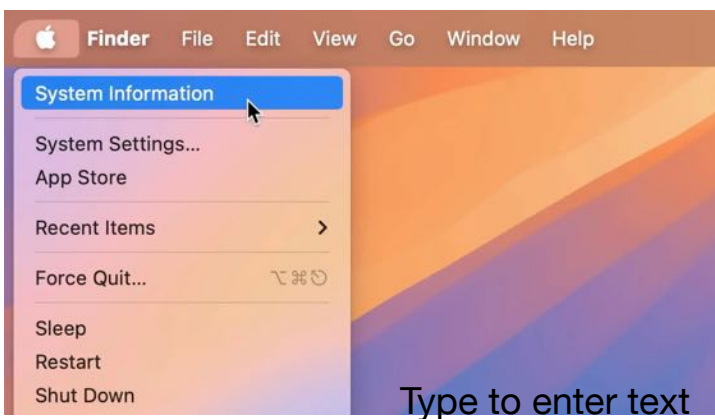 Finder File Edit View Go Window Help
System Information
System Settings...
App Store
Recent Items
Force Quit... ⌥⌘⎋
Sleep
Restart
Shut Down
Type to enter text